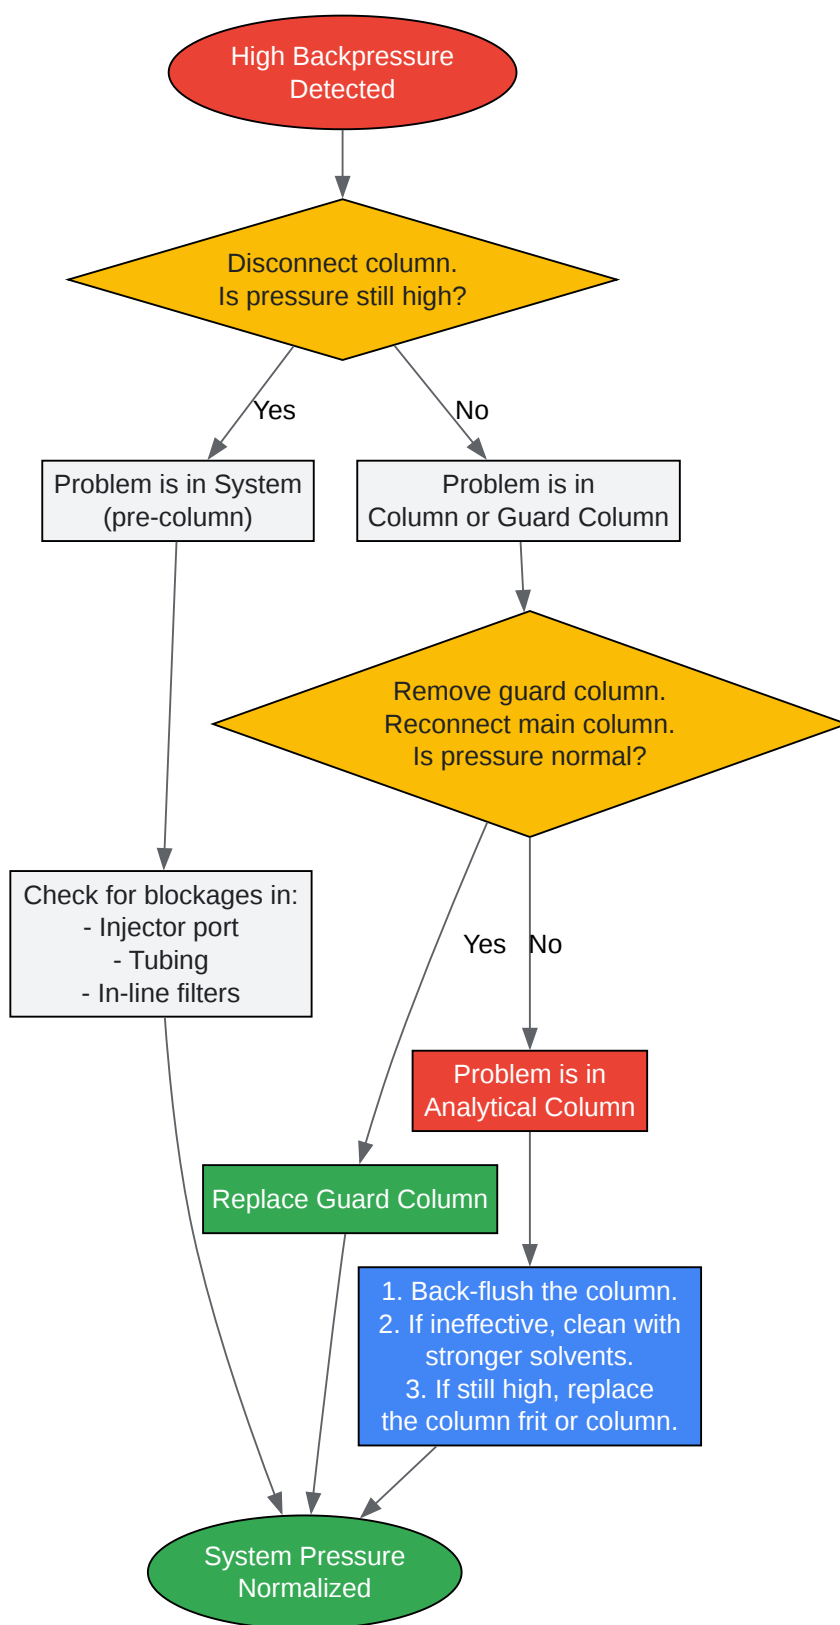 High Backpressure
Detected
Disconnect column.
Is pressure still high?
Yes
No
Problem is in System
(pre-column)
Problem is in
Column or Guard Column
Remove guard column.
Reconnect main column.
Is pressure normal?
Check for blockages in:
- Injector port
- Tubing
- In-line filters
Yes
No
Problem is in
Analytical Column
Replace Guard Column
1. Back-flush the column.
2. If ineffective, clean with
stronger solvents.
3. If still high, replace
the column frit or column.
System Pressure
Normalized